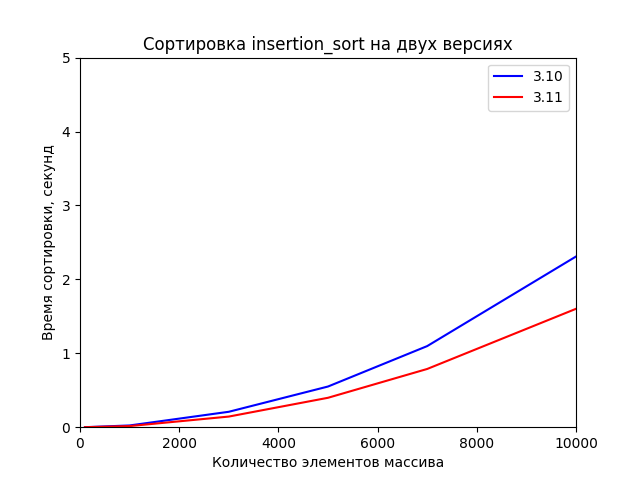 Сортировка insertion_sort на двух версиях
3.10
3.11
Время сортировки, секунд
5
4
3
2
1
0
0 2000 4000 6000 8000 10000
Количество элементов массива